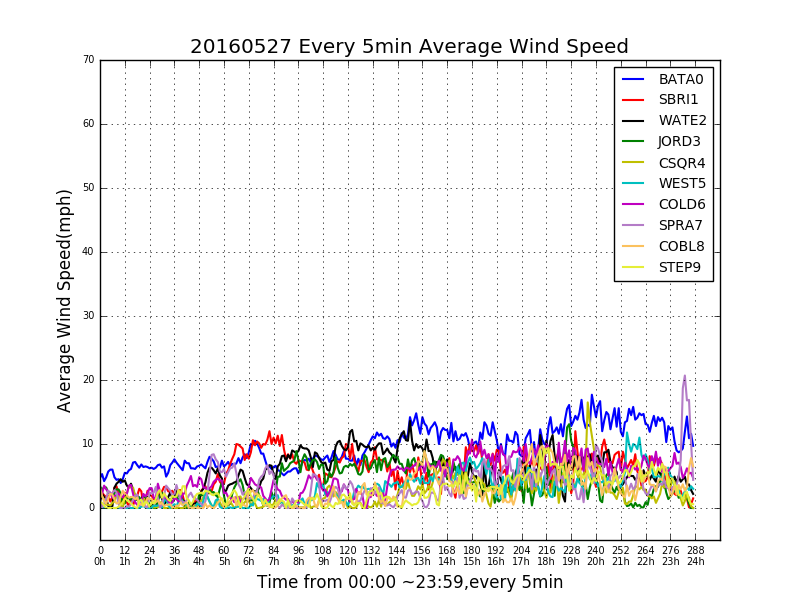 20160527 Every 5min Average Wind Speed
70
60
50
40
30
20
10
0
Average Wind Speed(mph)
BATA0
SBRI1
WATE2
JORD3
CSQR4
WEST5
COLD6
SPRA7
COBL8
STEP9
0 12 24 36 48 60 72 84 96 108 120 132 144 156 168 180 192 204 216 228 240 252 264 276 288
0h 1h 2h 3h 4h 5h 6h 7h 8h 9h 10h 11h 12h 13h 14h 15h 16h 17h 18h 19h 20h 21h 22h 23h 24h
Time from 00:00 ~23:59,every 5min